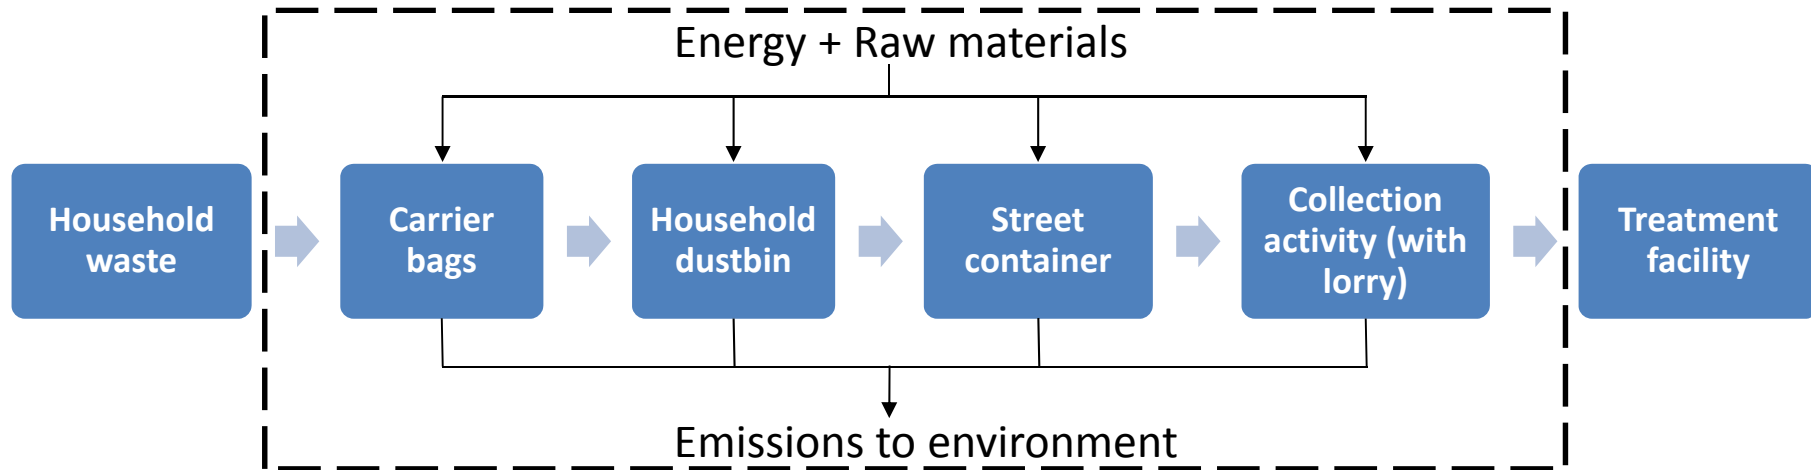 Energy + Raw materials
Household
waste
Carrier
bags
Household
dustbin
Street
container
Collection
activity (with
lorry)
Treatment
facility
Emissions to environment